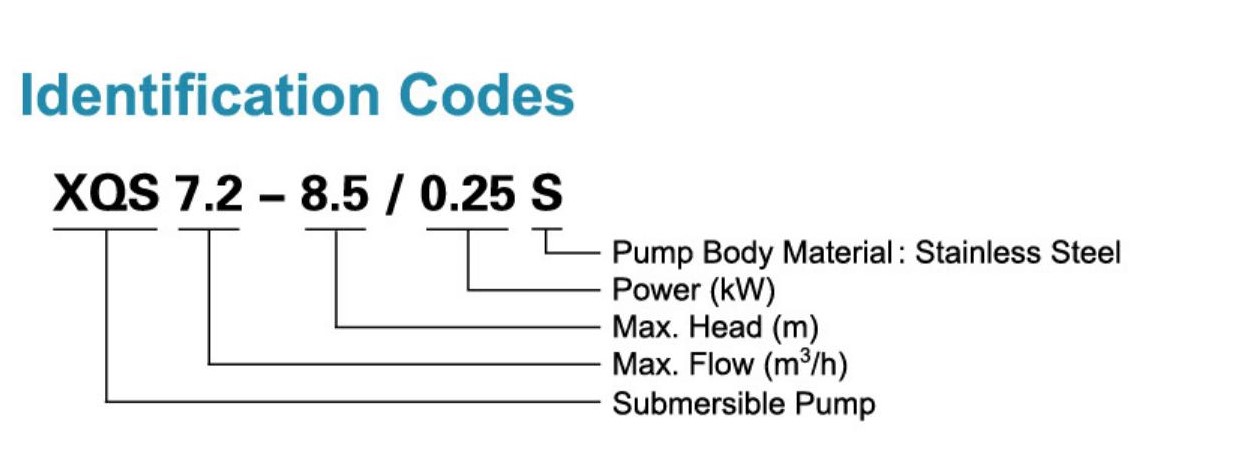 Identification Codes
XQS 7.2 – 8.5 / 0.25 S
Pump Body Material : Stainless Steel
Power (kW)
Max. Head (m)
Max. Flow (m³/h)
Submersible Pump